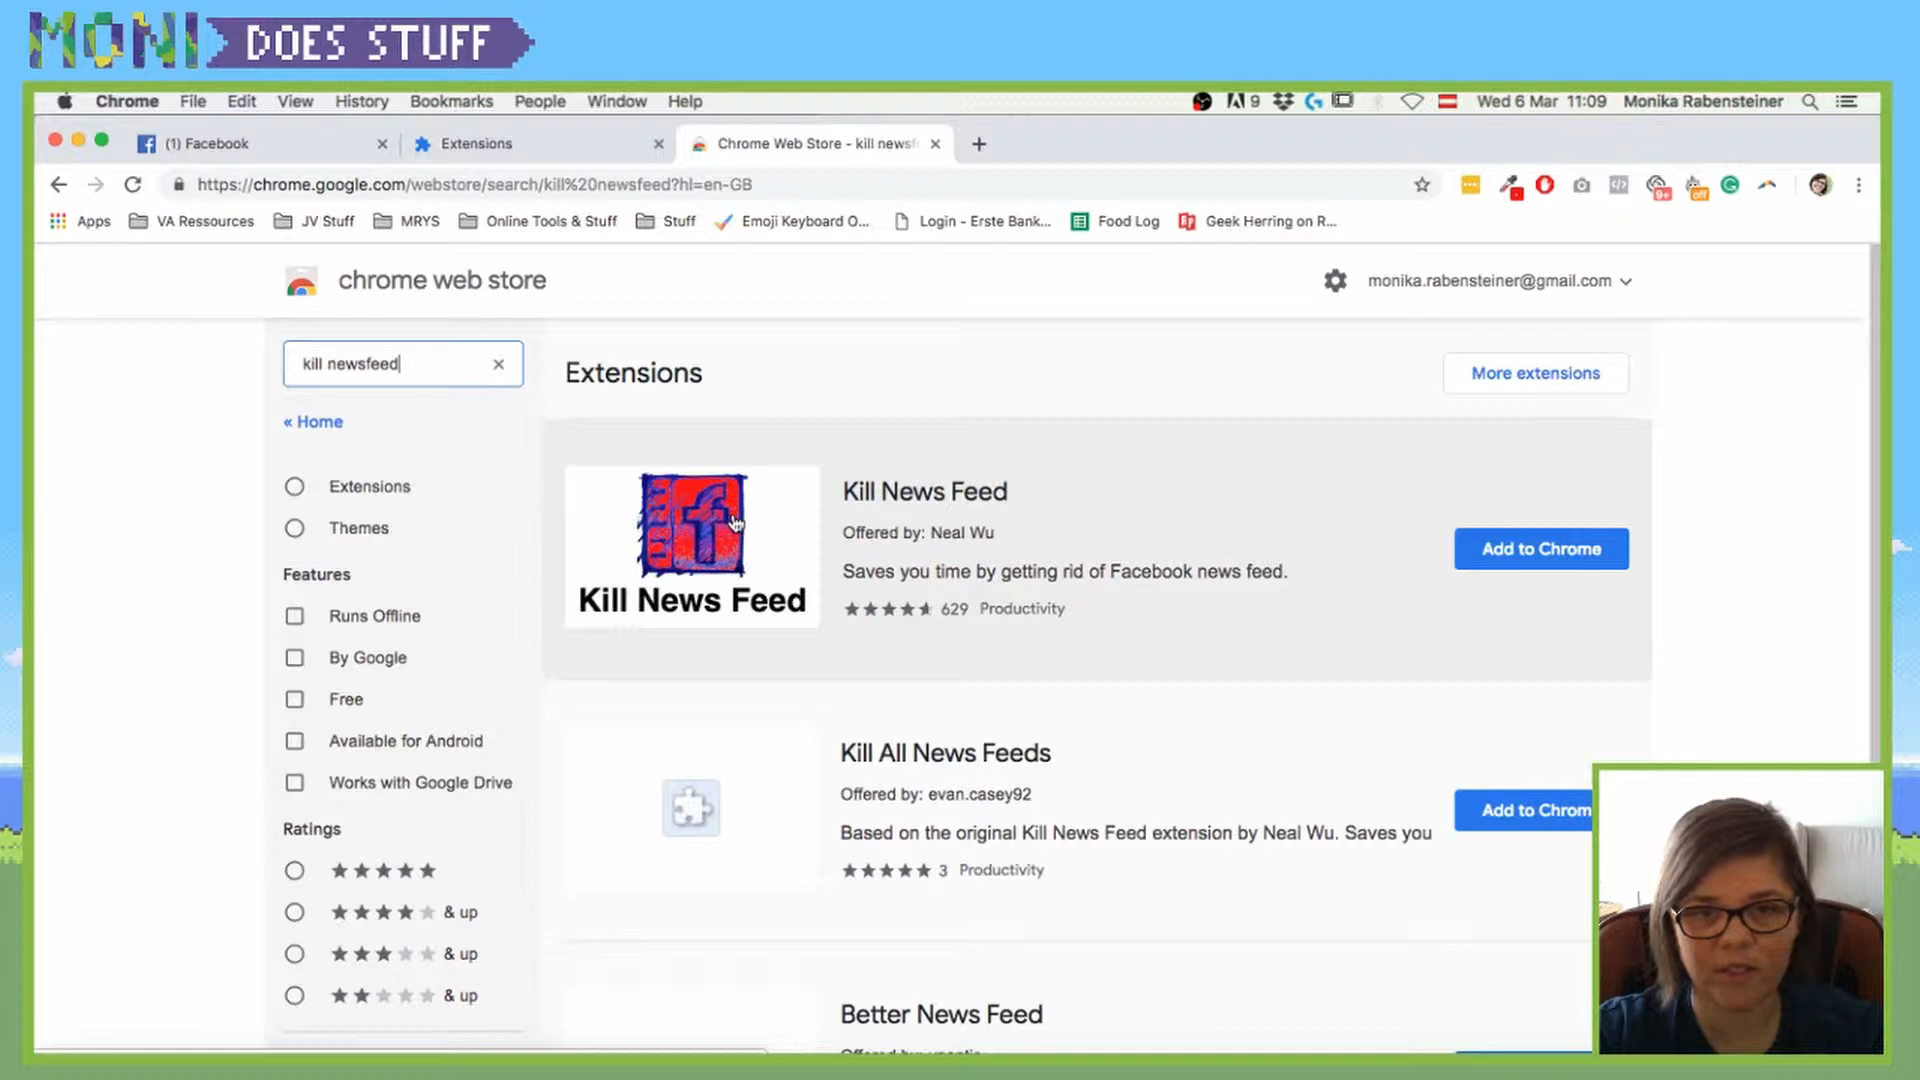 MONI DOES STUFF
Chrome File Edit View History Bookmarks People Window Help 9 Wed 6 Mar 11:09 Monika Rabensteiner
(1) Facebook Extensions Chrome Web Store - kill newsf
https://chrome.google.com/webstore/search/kill%20newsfeed?hl=en-GB 9+ off
Apps VA Ressources JV Stuff MRYS Online Tools & Stuff Stuff Emoji Keyboard O... Login - Erste Bank... Food Log Geek Herring on R...
chrome web store monika.rabensteiner@gmail.com
kill newsfeed
Extensions
More extensions
« Home
Extensions
Themes
Features
Runs Offline
By Google
Free
Available for Android
Works with Google Drive
Ratings
& up
& up
& up
Kill News Feed
Kill News Feed
Offered by: Neal Wu
Saves you time by getting rid of Facebook news feed.
629 Productivity
Add to Chrome
Kill All News Feeds
Offered by: evan.casey92
Based on the original Kill News Feed extension by Neal Wu. Saves you
3 Productivity
Add to Chrom
Better News Feed